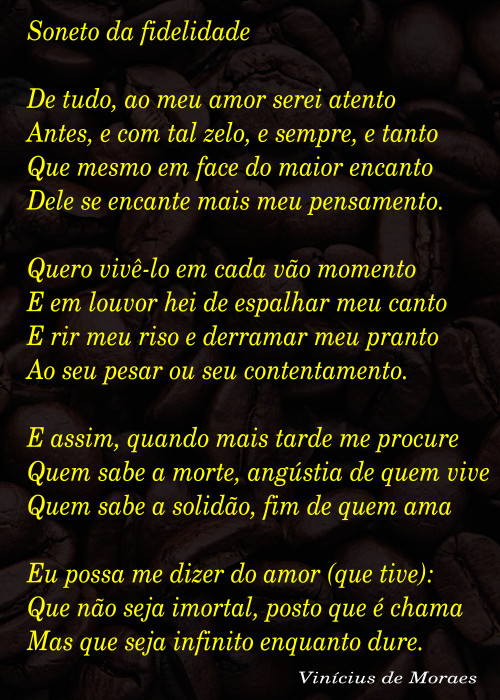 Soneto da fidelidade

De tudo, ao meu amor serei atento
Antes, e com tal zelo, e sempre, e tanto
Que mesmo em face do maior encanto
Dele se encante mais meu pensamento.

Quero vivê-lo em cada vão momento
E em louvor hei de espalhar meu canto
E rir meu riso e derramar meu pranto
Ao seu pesar ou seu contentamento.

E assim, quando mais tarde me procure
Quem sabe a morte, angústia de quem vive
Quem sabe a solidão, fim de quem ama

Eu possa me dizer do amor (que tive):
Que não seja imortal, posto que é chama
Mas que seja infinito enquanto dure.
Vinícius de Moraes